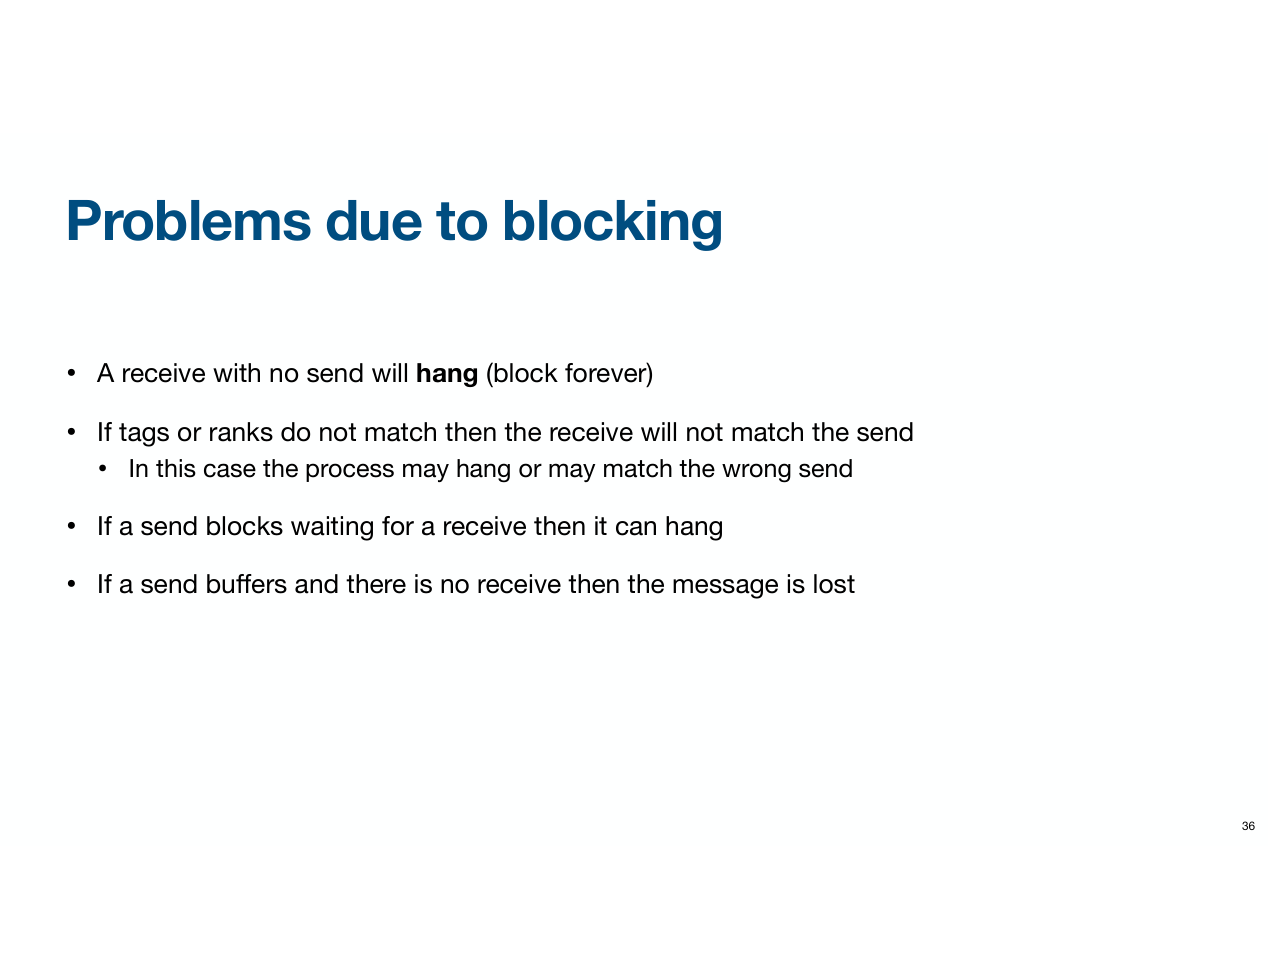 Problems due to blocking
• A receive with no send will hang (block forever)
• If tags or ranks do not match then the receive will not match the send
• In this case the process may hang or may match the wrong send
• If a send blocks waiting for a receive then it can hang
• If a send buffers and there is no receive then the message is lost
36